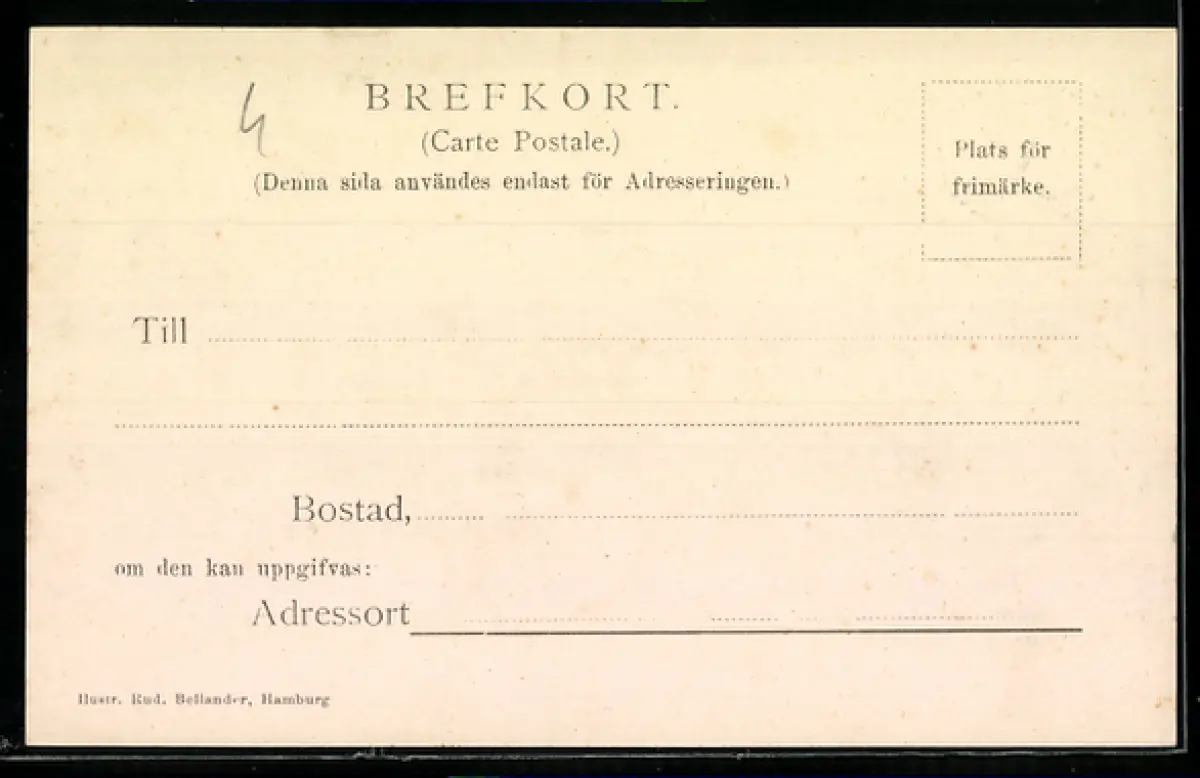 4
BREFKORT.
(Carte Postale.)
(Denna sida användes endast för Adresseringen.)
Plats för
frimärke.
Till
Bostad,
om den kan uppgifvas:
Adressort
Ilustr. Rud. Bellander, Hamburg